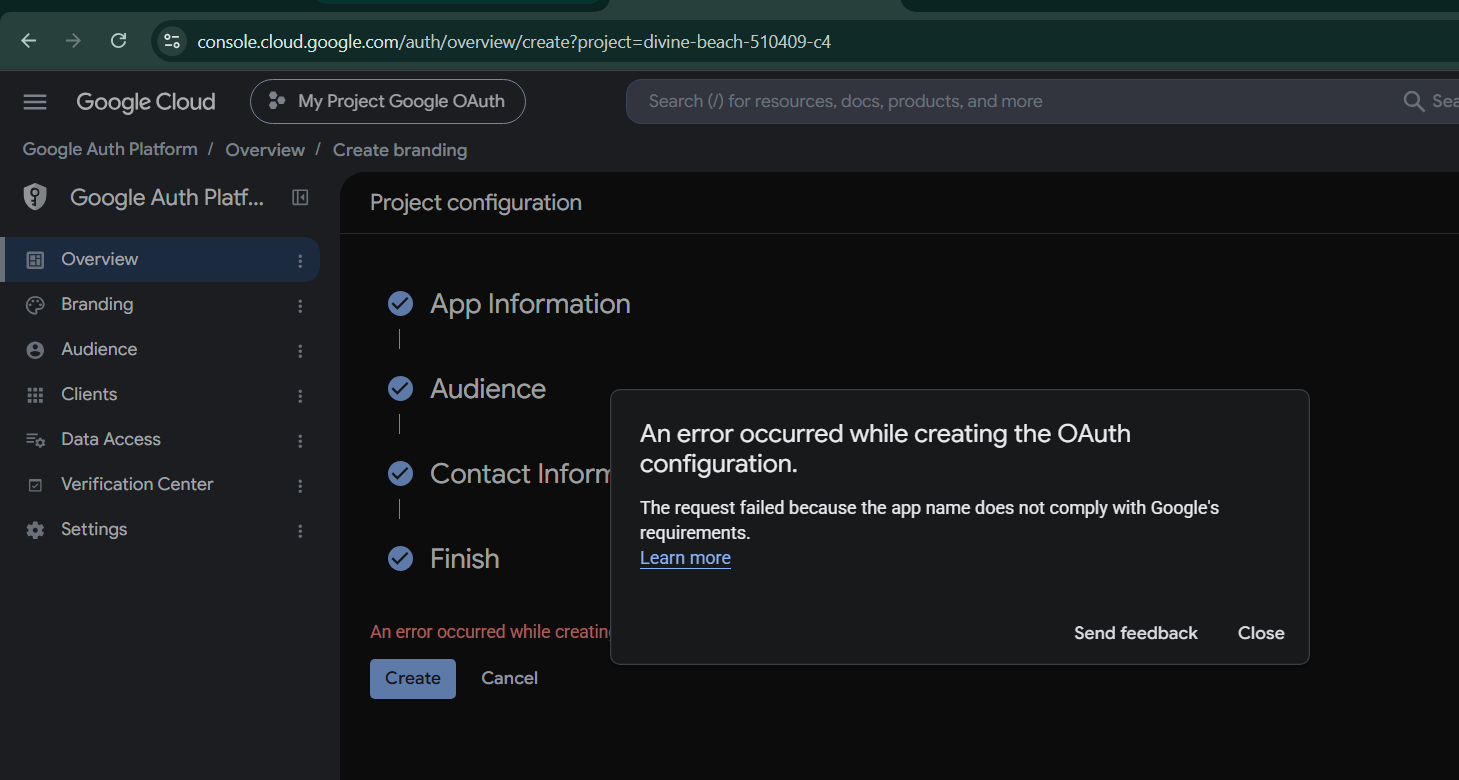 console.cloud.google.com/auth/overview/create?project=divine-beach-510409-c4
Google Cloud
My Project Google OAuth
Search (/) for resources, docs, products, and more
Google Auth Platform / Overview / Create branding
Google Auth Platf...
Overview
Branding
Audience
Clients
Data Access
Verification Center
Settings
Project configuration
App Information
Audience
Contact Inform
Finish
An error occurred while creating
Create
Cancel
An error occurred while creating the OAuth
configuration.
The request failed because the app name does not comply with Google's
requirements.
Learn more
Send feedback
Close